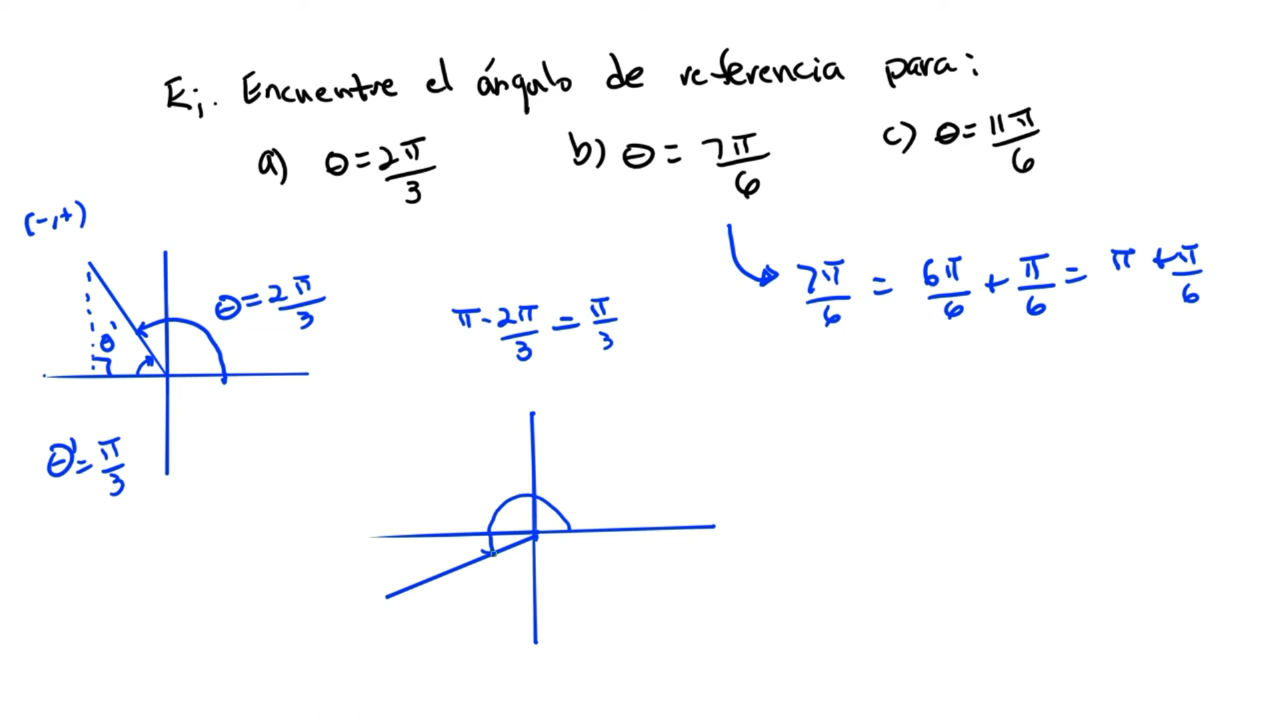 Ej. Encuentre el ángulo de referencia para:
a) θ = 2π/3 b) θ = 7π/6 c) θ = 11π/6
(-,+)
θ = 2π/3
θ'
π - 2π/3 = π/3
7π/6 = 6π/6 + π/6 = π + π/6
θ' = π/3